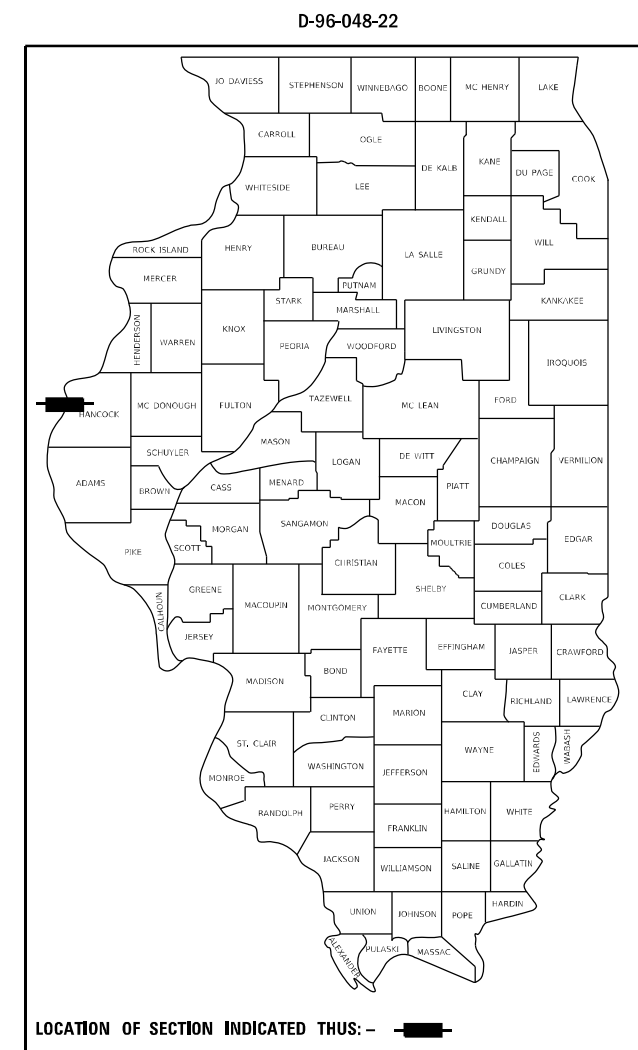 D-96-048-22
JO DAVIESS STEPHENSON WINNEBAGO BOONE MC HENRY LAKE
CARROLL OGLE DE KALB KANE DU PAGE COOK
WHITESIDE LEE
KENDALL
ROCK ISLAND HENRY BUREAU LA SALLE WILL
MERCER PUTNAM GRUNDY
STARK MARSHALL KANKAKEE
HENDERSON WARREN KNOX PEORIA WOODFORD LIVINGSTON
IROQUOIS
HANCOCK MC DONOUGH FULTON TAZEWELL MC LEAN FORD
MASON
SCHUYLER LOGAN DE WITT CHAMPAIGN VERMILION
ADAMS BROWN CASS MENARD PIATT
MACON
MORGAN SANGAMON DOUGLAS
PIKE SCOTT CHRISTIAN MOULTRIE EDGAR
COLES
GREENE SHELBY
CALHOUN MACOUPIN MONTGOMERY CUMBERLAND CLARK
JERSEY
FAYETTE EFFINGHAM JASPER CRAWFORD
MADISON BOND
CLAY RICHLAND LAWRENCE
CLINTON MARION
ST. CLAIR WAYNE EDWARDS WABASH
MONROE WASHINGTON JEFFERSON
RANDOLPH PERRY HAMILTON WHITE
FRANKLIN
JACKSON WILLIAMSON SALINE GALLATIN
HARDIN
UNION JOHNSON POPE
ALEXANDER PULASKI MASSAC
LOCATION OF SECTION INDICATED THUS: –